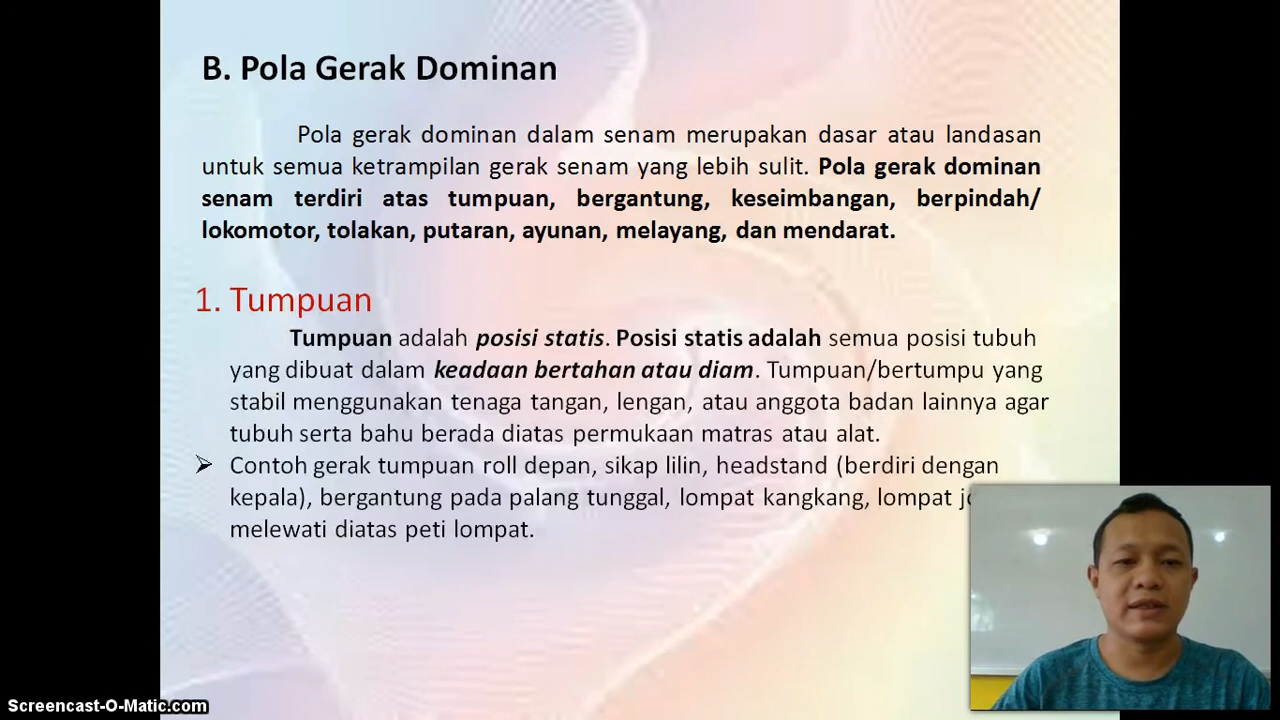 B. Pola Gerak Dominan
Pola gerak dominan dalam senam merupakan dasar atau landasan
untuk semua ketrampilan gerak senam yang lebih sulit. Pola gerak dominan
senam terdiri atas tumpuan, bergantung, keseimbangan, berpindah/
lokomotor, tolakan, putaran, ayunan, melayang, dan mendarat.
1. Tumpuan
Tumpuan adalah posisi statis. Posisi statis adalah semua posisi tubuh
yang dibuat dalam keadaan bertahan atau diam. Tumpuan/bertumpu yang
stabil menggunakan tenaga tangan, lengan, atau anggota badan lainnya agar
tubuh serta bahu berada diatas permukaan matras atau alat.
Contoh gerak tumpuan roll depan, sikap lilin, headstand (berdiri dengan
kepala), bergantung pada palang tunggal, lompat kangkang, lompat
melewati diatas peti lompat.
Screencast-O-Matic.com